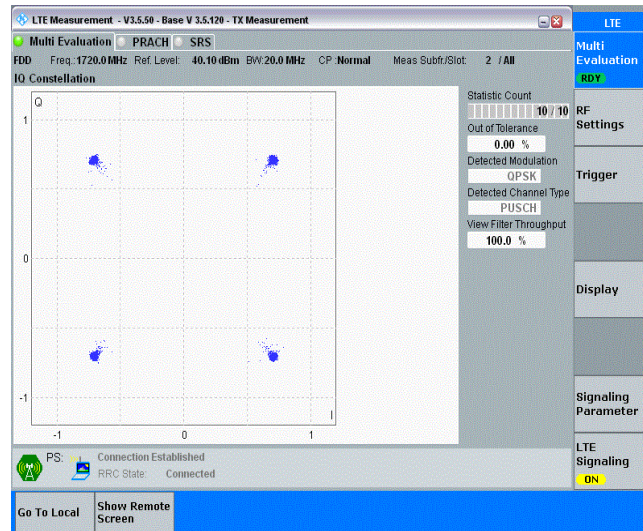 LTE Measurement - V3.5.50 - Base V 3.5.120 - TX Measurement
LTE
Multi Evaluation PRACH SRS
Multi
Evaluation
RDY
FDD Freq.: 1720.0 MHz Ref. Level: 40.10 dBm BW: 20.0 MHz CP : Normal Meas Subfr./Slot: 2 / All
IQ Constellation
Q
1
0
-1
-1
0
1
I
Statistic Count
10 / 10
Out of Tolerance
0.00 %
Detected Modulation
QPSK
Detected Channel Type
PUSCH
View Filter Throughput
100.0 %
RF
Settings
Trigger
Display
Signaling
Parameter
LTE
Signaling
ON
PS: Connection Established
RRC State: Connected
Go To Local
Show Remote
Screen